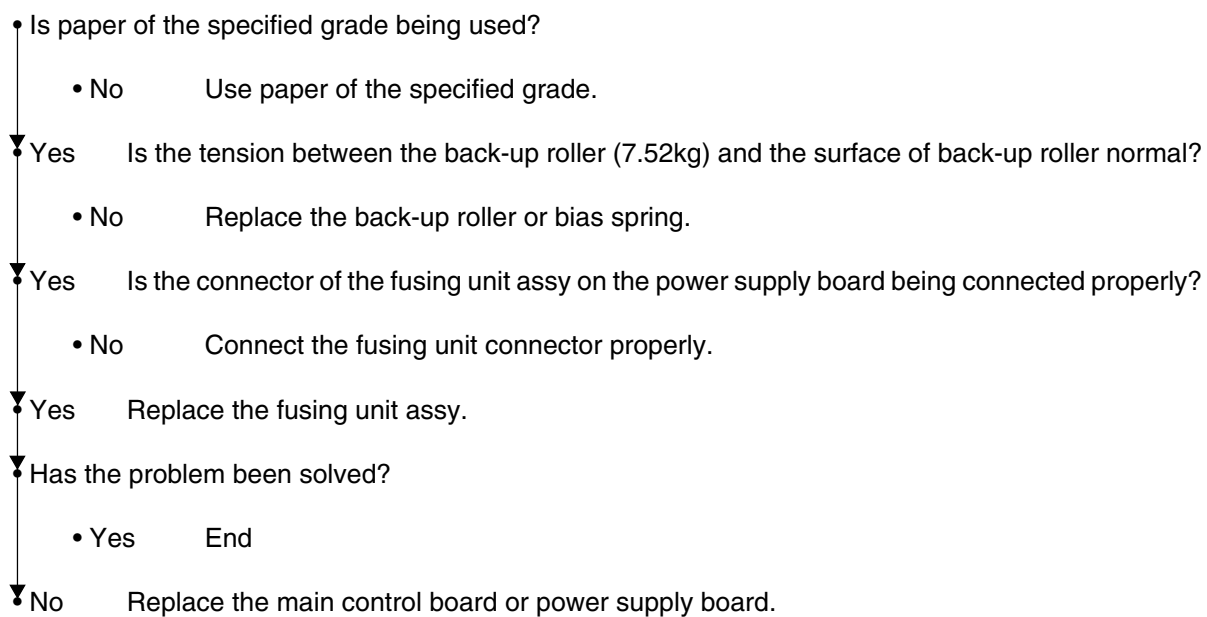 • Is paper of the specified grade being used?
• No Use paper of the specified grade.
• Yes Is the tension between the back-up roller (7.52kg) and the surface of back-up roller normal?
• No Replace the back-up roller or bias spring.
• Yes Is the connector of the fusing unit assy on the power supply board being connected properly?
• No Connect the fusing unit connector properly.
• Yes Replace the fusing unit assy.
• Has the problem been solved?
• Yes End
• No Replace the main control board or power supply board.